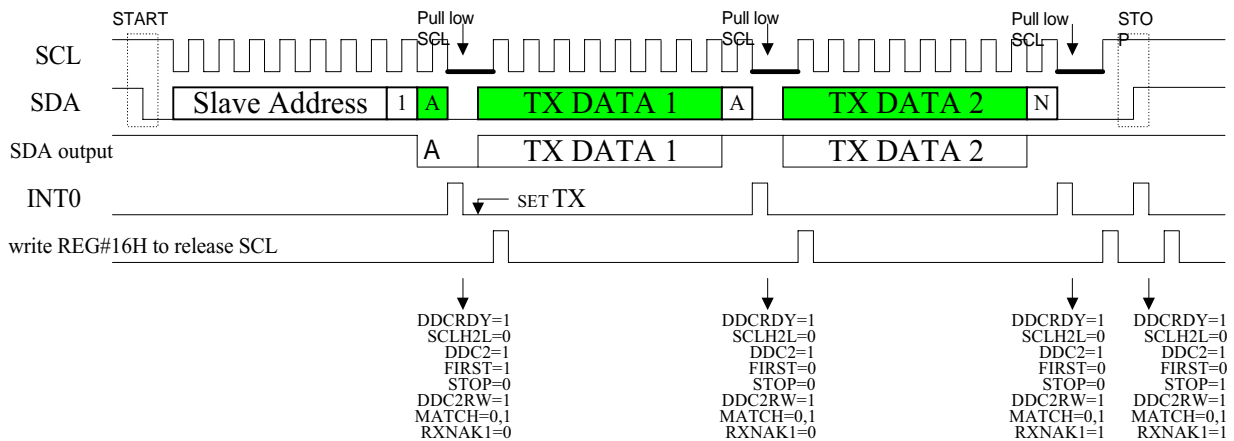 START Pull low SCL Pull low SCL Pull low SCL STO P
SCL
SDA Slave Address 1 A TX DATA 1 A TX DATA 2 N
SDA output A TX DATA 1 TX DATA 2
INT0 SET TX
write REG#16H to release SCL
DDCRDY=1 DDCRDY=1 DDCRDY=1 DDCRDY=1
SCLH2L=0 SCLH2L=0 SCLH2L=0 SCLH2L=0
DDC2=1 DDC2=1 DDC2=1 DDC2=1
FIRST=1 FIRST=0 FIRST=0 FIRST=0
STOP=0 STOP=0 STOP=0 STOP=1
DDC2RW=1 DDC2RW=1 DDC2RW=1 DDC2RW=1
MATCH=0,1 MATCH=0,1 MATCH=0,1 MATCH=0,1
RXNAK1=0 RXNAK1=0 RXNAK1=1 RXNAK1=1